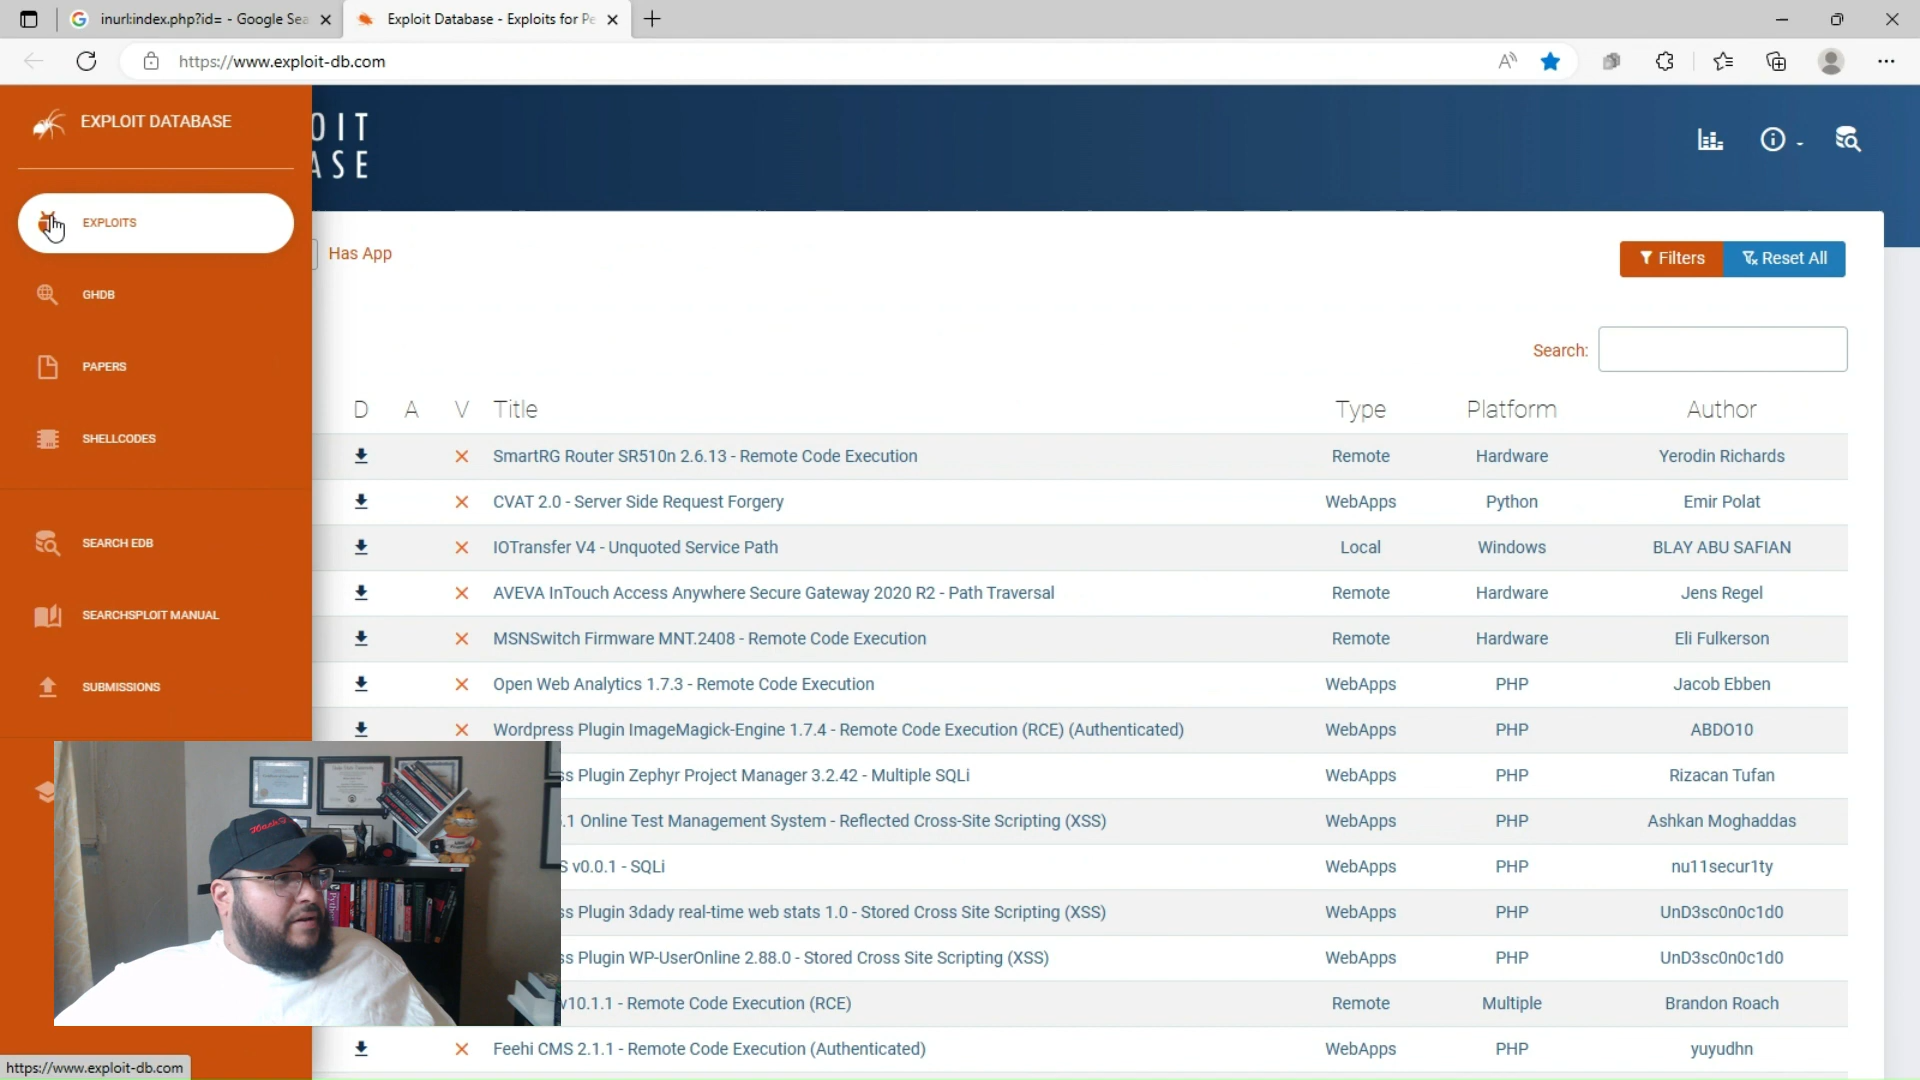 inurl:index.php?id= - Google Sea
Exploit Database - Exploits for Pe
https://www.exploit-db.com
EXPLOIT DATABASE
OIT
ASE
EXPLOITS
Has App
Filters
Reset All
GHDB
Search:
PAPERS
D A V Title Type Platform Author
SHELLCODES
SmartRG Router SR510n 2.6.13 - Remote Code Execution Remote Hardware Yerodin Richards
CVAT 2.0 - Server Side Request Forgery WebApps Python Emir Polat
SEARCH EDB
IOTransfer V4 - Unquoted Service Path Local Windows BLAY ABU SAFIAN
AVEVA InTouch Access Anywhere Secure Gateway 2020 R2 - Path Traversal Remote Hardware Jens Regel
SEARCHSPLOIT MANUAL
MSNSwitch Firmware MNT.2408 - Remote Code Execution Remote Hardware Eli Fulkerson
SUBMISSIONS
Open Web Analytics 1.7.3 - Remote Code Execution WebApps PHP Jacob Ebben
Wordpress Plugin ImageMagick-Engine 1.7.4 - Remote Code Execution (RCE) (Authenticated) WebApps PHP ABDO10
ss Plugin Zephyr Project Manager 3.2.42 - Multiple SQLi WebApps PHP Rizacan Tufan
.1 Online Test Management System - Reflected Cross-Site Scripting (XSS) WebApps PHP Ashkan Moghaddas
S v0.0.1 - SQLi WebApps PHP nu11secur1ty
ss Plugin 3dady real-time web stats 1.0 - Stored Cross Site Scripting (XSS) WebApps PHP UnD3sc0n0c1d0
ss Plugin WP-UserOnline 2.88.0 - Stored Cross Site Scripting (XSS) WebApps PHP UnD3sc0n0c1d0
v10.1.1 - Remote Code Execution (RCE) Remote Multiple Brandon Roach
Feehi CMS 2.1.1 - Remote Code Execution (Authenticated) WebApps PHP yuyudhn
https://www.exploit-db.com